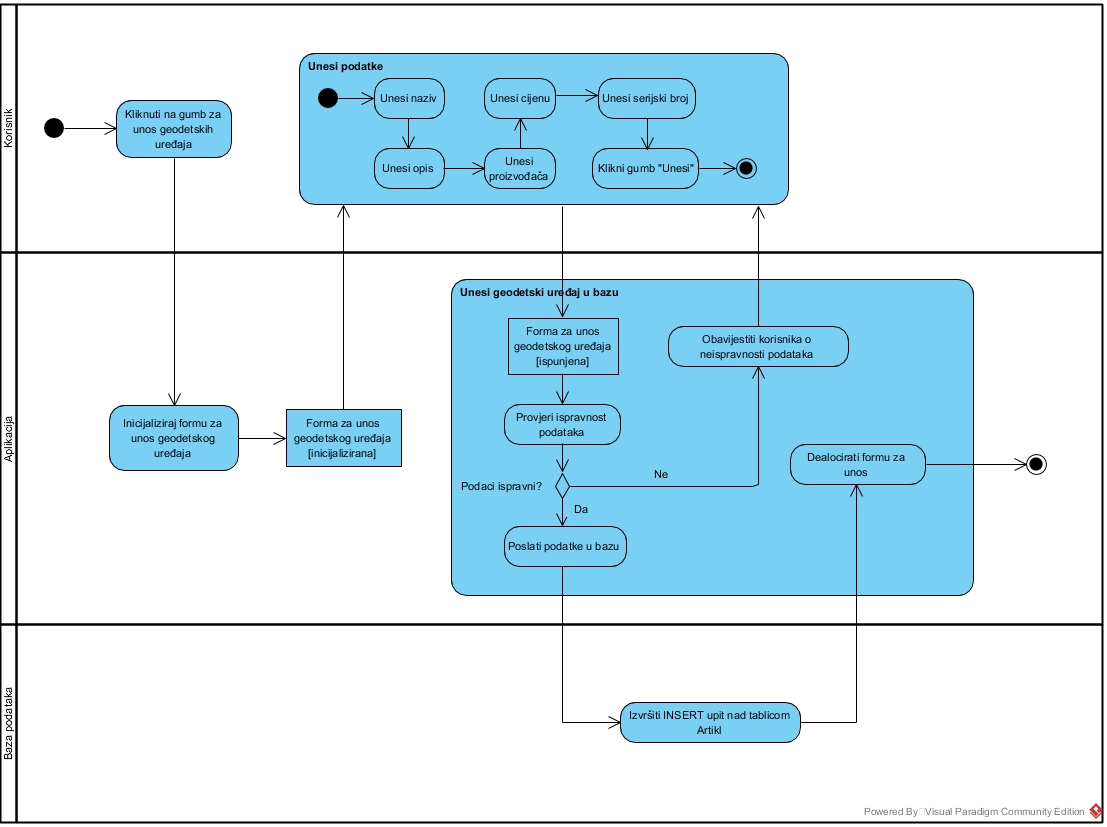 Korisnik
Kliknuti na gumb za
unos geodetskih
uređaja
Unesi podatke
Unesi naziv
Unesi opis
Unesi
proizvođača
Unesi cijenu
Unesi serijski broj
Klikni gumb "Unesi"
Aplikacija
Inicijaliziraj formu za
unos geodetskog
uređaja
Forma za unos
geodetskog uređaja
[inicijalizirana]
Unesi geodetski uređaj u bazu
Forma za unos
geodetskog uređaja
[ispunjena]
Provjeri ispravnost
podataka
Podaci ispravni?
Ne
Da
Obavijestiti korisnika o
neispravnosti podataka
Poslati podatke u bazu
Dealocirati formu za
unos
Baza podataka
Izvršiti INSERT upit nad tablicom
Artikl
Powered By Visual Paradigm Community Edition